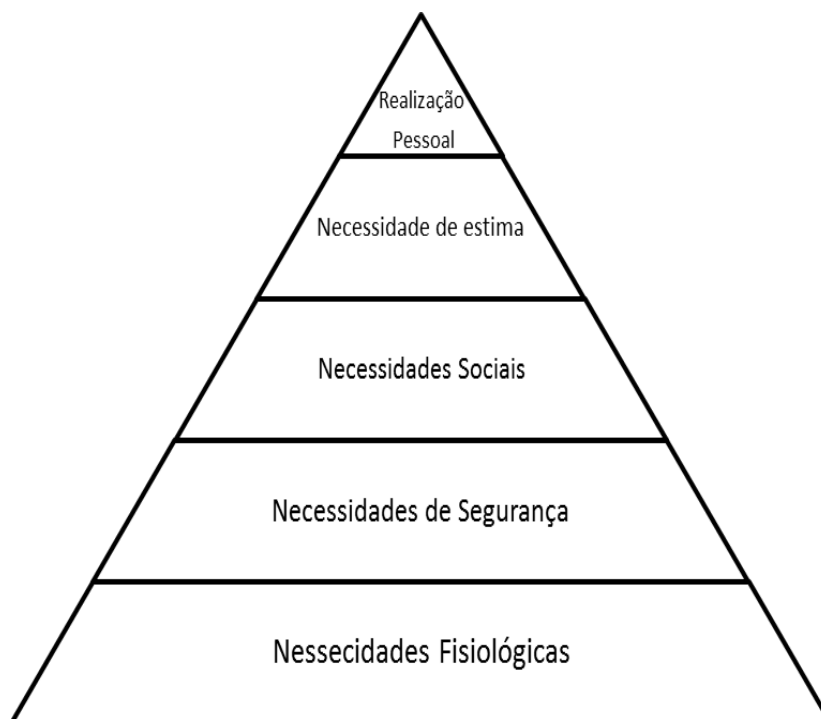 Realização
Pessoal
Necessidade de estima
Necessidades Sociais
Necessidades de Segurança
Nessecidades Fisiológicas